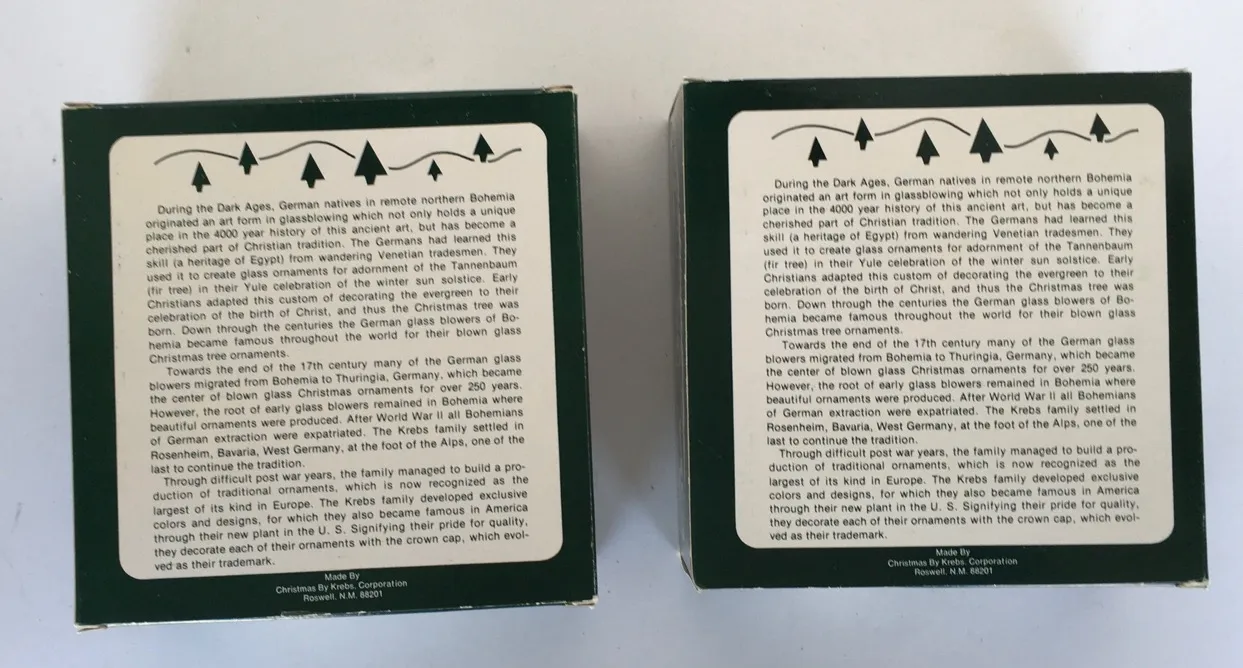 During the Dark Ages, German natives in remote northern Bohemia
originated an art form in glassblowing which not only holds a unique
place in the 4000 year history of this ancient art, but has become a
cherished part of Christian tradition. The Germans had learned this
skill (a heritage of Egypt) from wandering Venetian tradesmen. They
used it to create glass ornaments for adornment of the Tannenbaum
(fir tree) in their Yule celebration of the winter sun solstice. Early
Christians adapted this custom of decorating the evergreen to their
celebration of the birth of Christ, and thus the Christmas tree was
born. Down through the centuries the German glass blowers of Bo-
hemia became famous throughout the world for their blown glass
Christmas tree ornaments.
Towards the end of the 17th century many of the German glass
blowers migrated from Bohemia to Thuringia, Germany, which became
the center of blown glass Christmas ornaments for over 250 years.
However, the root of early glass blowers remained in Bohemia where
beautiful ornaments were produced. After World War II all Bohemians
of German extraction were expatriated. The Krebs family settled in
Rosenheim, Bavaria, West Germany, at the foot of the Alps, one of the
last to continue the tradition.
Through difficult post war years, the family managed to build a pro-
duction of traditional ornaments, which is now recognized as the
largest of its kind in Europe. The Krebs family developed exclusive
colors and designs, for which they also became famous in America
through their new plant in the U. S. Signifying their pride for quality,
they decorate each of their ornaments with the crown cap, which evol-
ved as their trademark.
Made By
Christmas By Krebs, Corporation
Roswell, N.M. 88201
During the Dark Ages, German natives in remote northern Bohemia
originated an art form in glassblowing which not only holds a unique
place in the 4000 year history of this ancient art, but has become a
cherished part of Christian tradition. The Germans had learned this
skill (a heritage of Egypt) from wandering Venetian tradesmen. They
used it to create glass ornaments for adornment of the Tannenbaum
(fir tree) in their Yule celebration of the winter sun solstice. Early
Christians adapted this custom of decorating the evergreen to their
celebration of the birth of Christ, and thus the Christmas tree was
born. Down through the centuries the German glass blowers of Bo-
hemia became famous throughout the world for their blown glass
Christmas tree ornaments.
Towards the end of the 17th century many of the German glass
blowers migrated from Bohemia to Thuringia, Germany, which became
the center of blown glass Christmas ornaments for over 250 years.
However, the root of early glass blowers remained in Bohemia where
beautiful ornaments were produced. After World War II all Bohemians
of German extraction were expatriated. The Krebs family settled in
Rosenheim, Bavaria, West Germany, at the foot of the Alps, one of the
last to continue the tradition.
Through difficult post war years, the family managed to build a pro-
duction of traditional ornaments, which is now recognized as the
largest of its kind in Europe. The Krebs family developed exclusive
colors and designs, for which they also became famous in America
through their new plant in the U. S. Signifying their pride for quality,
they decorate each of their ornaments with the crown cap, which evol-
ved as their trademark.
Made By
Christmas By Krebs, Corporation
Roswell, N.M. 88201